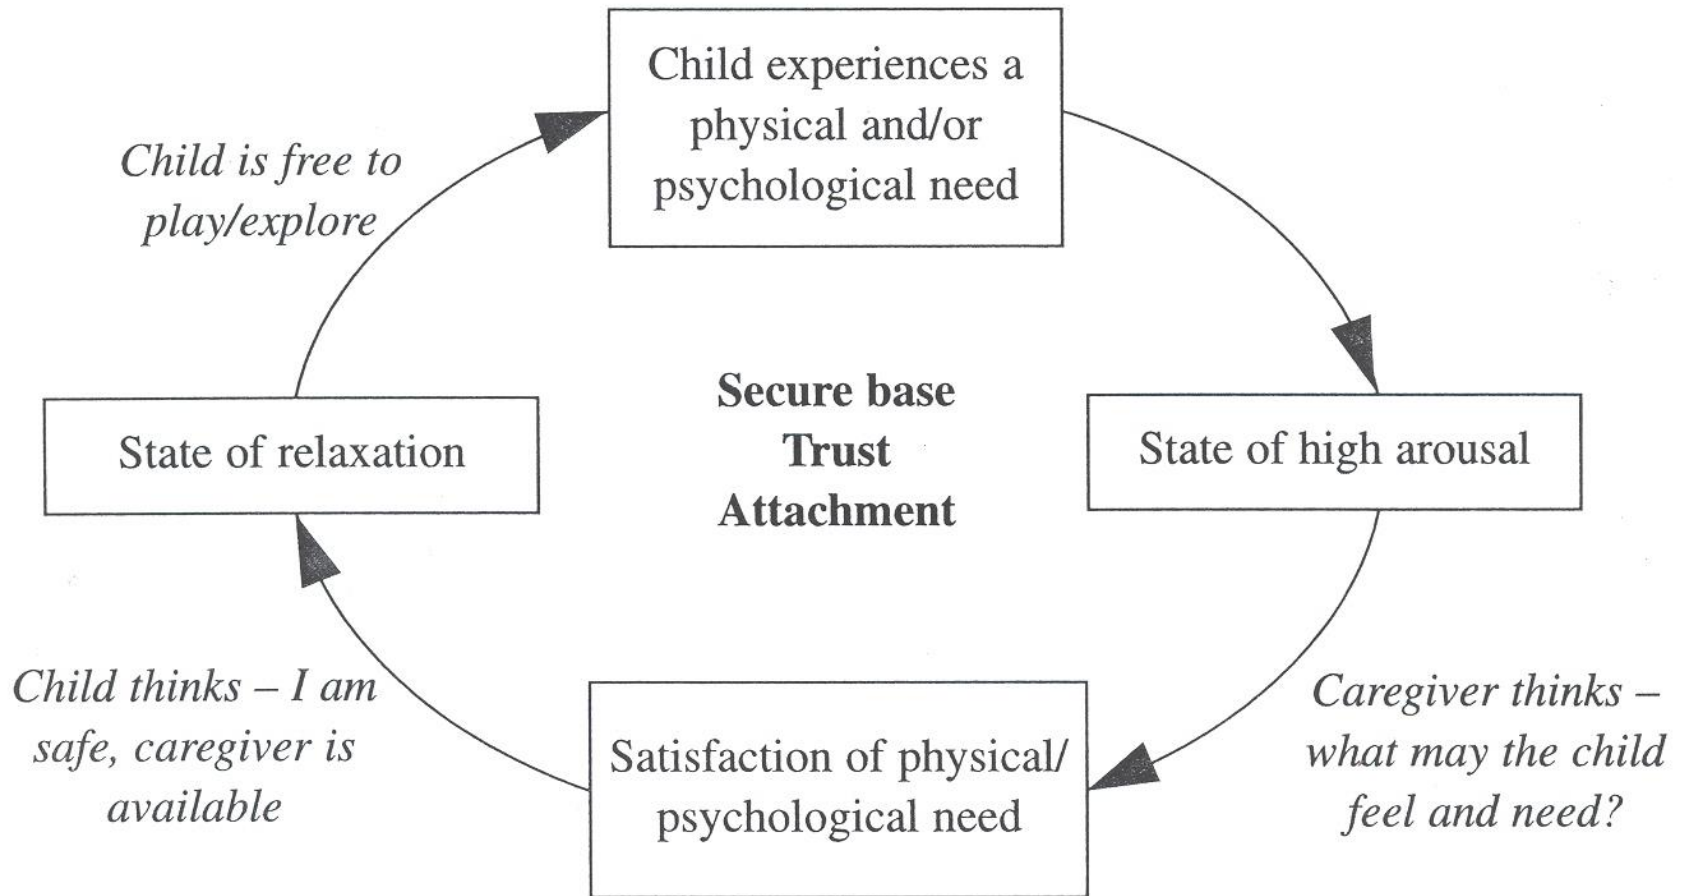 Child experiences a
physical and/or
psychological need
Child is free to
play/explore
State of relaxation
Secure base
Trust
Attachment
State of high arousal
Child thinks – I am
safe, caregiver is
available
Satisfaction of physical/
psychological need
Caregiver thinks –
what may the child
feel and need?